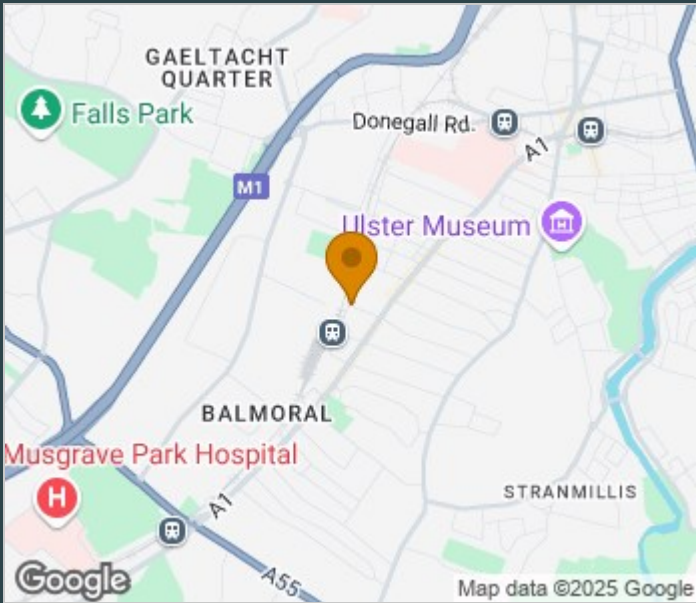 GAELTACHT
QUARTER
Falls Park
Donegall Rd.
A1
M1
Ulster Museum
BALMORAL
Musgrave Park Hospital
H
STRANMILLIS
A1
A55
Google
Map data ©2025 Google